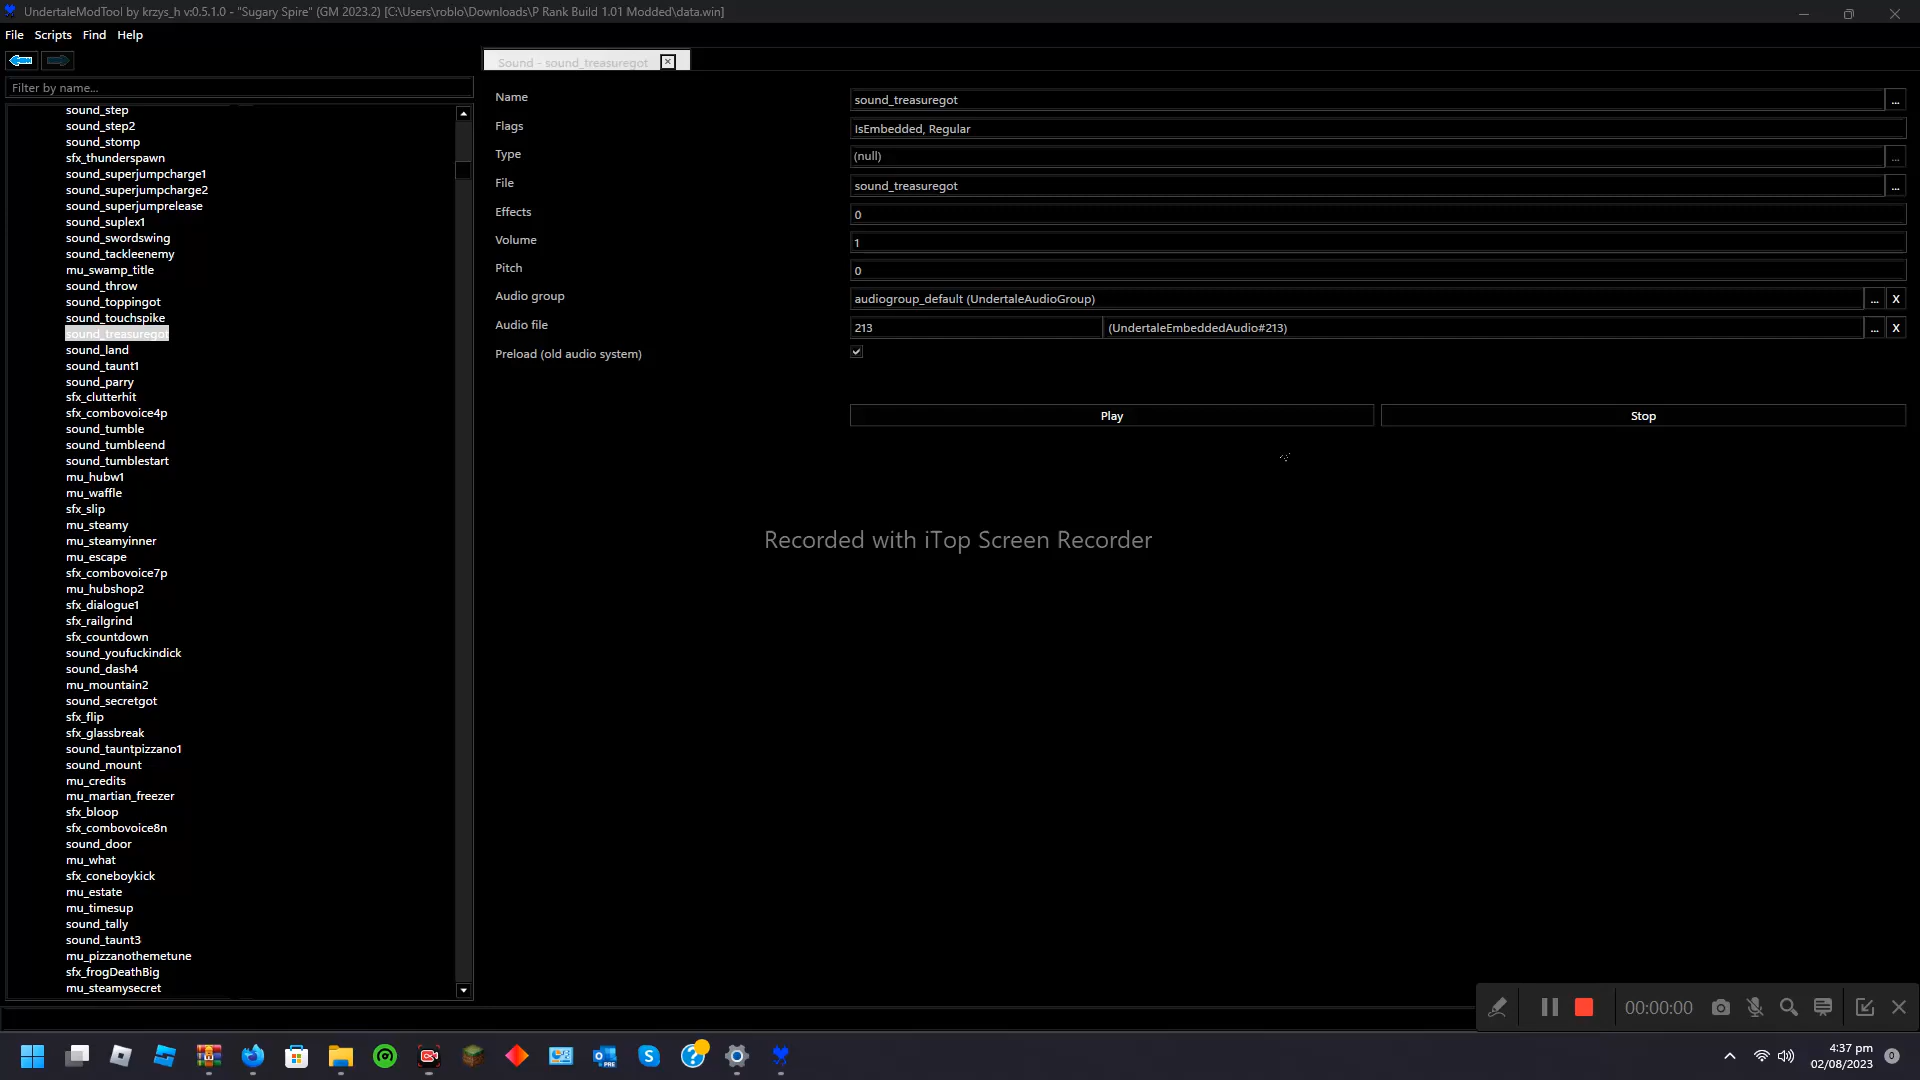 UndertaleModTool by krzys_h v:0.5.1.0 - "Sugary Spire" (GM 2023.2) [C:\Users\roblo\Downloads\P Rank Build 1.01 Modded\data.win]
File Scripts Find Help
Sound - sound_treasuregot
Filter by name...
sound_step
sound_step2
sound_stomp
sfx_thunderspawn
sound_superjumpcharge1
sound_superjumpcharge2
sound_superjumprelease
sound_suplex1
sound_swordswing
sound_tackleenemy
mu_swamp_title
sound_throw
sound_toppingot
sound_touchspike
sound_treasuregot
sound_land
sound_taunt1
sound_parry
sfx_clutterhit
sfx_combovoice4p
sound_tumble
sound_tumbleend
sound_tumblestart
mu_hubw1
mu_waffle
sfx_slip
mu_steamy
mu_steamyinner
mu_escape
sfx_combovoice7p
mu_hubshop2
sfx_dialogue1
sfx_railgrind
sfx_countdown
sound_youfuckindick
sound_dash4
mu_mountain2
sound_secretgot
sfx_flip
sfx_glassbreak
sound_tauntpizzano1
sound_mount
mu_credits
mu_martian_freezer
sfx_bloop
sfx_combovoice8n
sound_door
mu_what
sfx_coneboykick
mu_estate
mu_timesup
sound_tally
sound_taunt3
mu_pizzanothemetune
sfx_frogDeathBig
mu_steamysecret
Name sound_treasuregot ...
Flags IsEmbedded, Regular
Type (null) ...
File sound_treasuregot ...
Effects 0
Volume 1
Pitch 0
Audio group audiogroup_default (UndertaleAudioGroup) ... X
Audio file 213 (UndertaleEmbeddedAudio#213) ... X
Preload (old audio system)
Play Stop
Recorded with iTop Screen Recorder
00:00:00
4:37 pm
02/08/2023
0